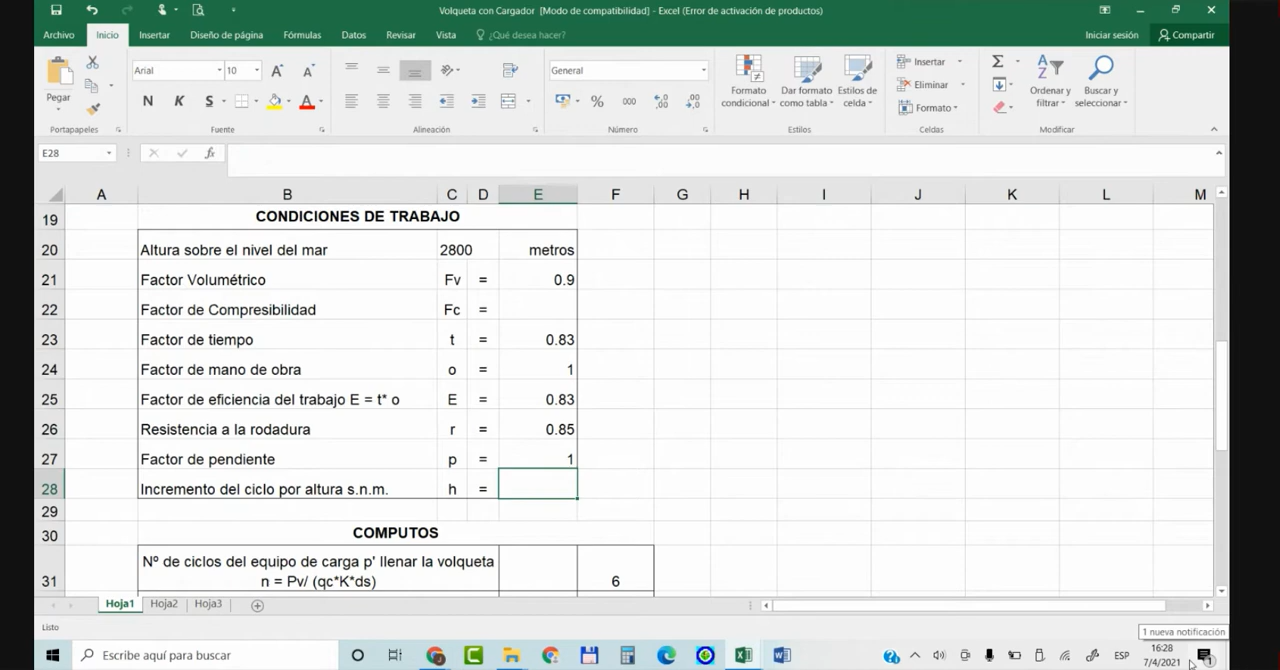 Volqueta con Cargador [Modo de compatibilidad] - Excel (Error de activación de productos)
Archivo Inicio Insertar Diseño de página Fórmulas Datos Revisar Vista ¿Qué desea hacer? Iniciar sesión Compartir
Pegar
Arial 10
N K S A
General
% 000
Formato condicional
Dar formato como tabla
Estilos de celda
Insertar
Eliminar
Formato
Ordenar y filtrar
Buscar y seleccionar
Portapapeles Fuente Alineación Número Estilos Celdas Modificar
E28 fx
A B C D E F G H I J K L M
19 CONDICIONES DE TRABAJO
20 Altura sobre el nivel del mar 2800 metros
21 Factor Volumétrico Fv = 0.9
22 Factor de Compresibilidad Fc =
23 Factor de tiempo t = 0.83
24 Factor de mano de obra o = 1
25 Factor de eficiencia del trabajo E = t* o E = 0.83
26 Resistencia a la rodadura r = 0.85
27 Factor de pendiente p = 1
28 Incremento del ciclo por altura s.n.m. h =
29
30 COMPUTOS
Nº de ciclos del equipo de carga p' llenar la volqueta
31 n = Pv/ (qc*K*ds) 6
Hoja1 Hoja2 Hoja3
Listo
1 nueva notificación
Escribe aquí para buscar
ESP
16:28
7/4/2021